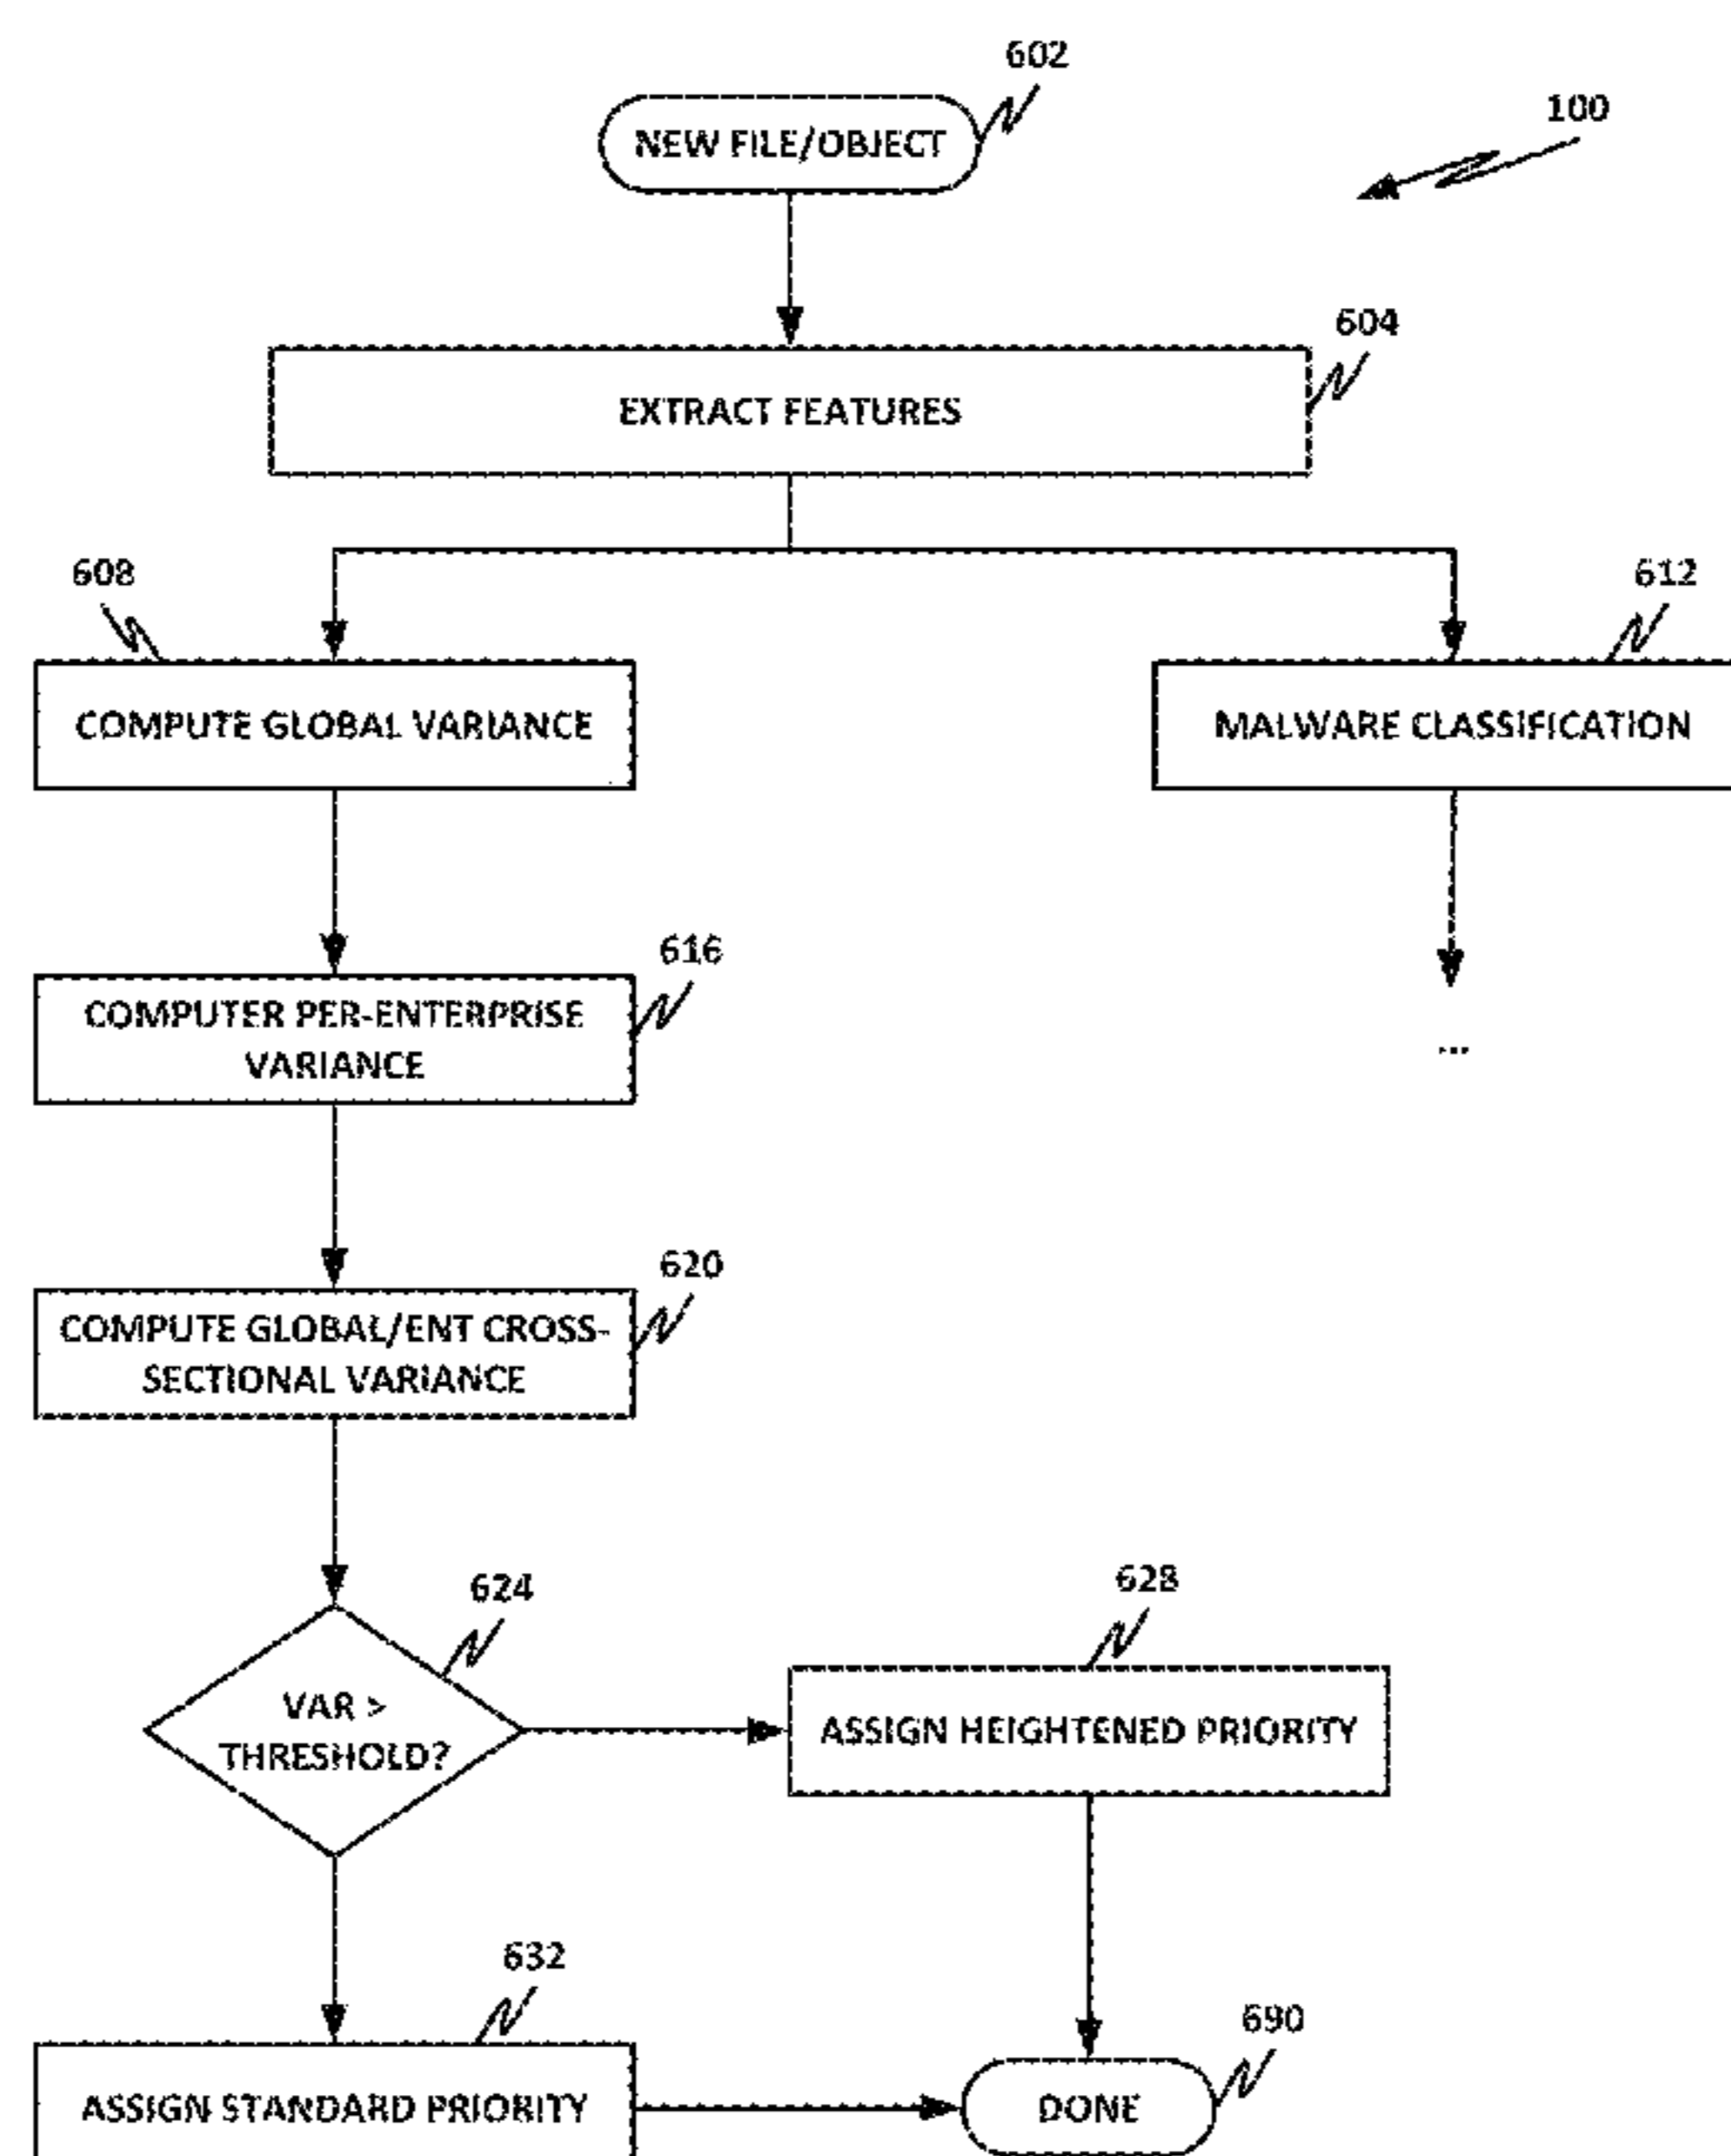 602
NEW FILE/OBJECT
100
604
EXTRACT FEATURES
608
612
COMPUTE GLOBAL VARIANCE
MALWARE CLASSIFICATION
616
COMPUTER PER-ENTERPRISE
VARIANCE
...
620
COMPUTE GLOBAL/ENT CROSS-
SECTIONAL VARIANCE
624
628
VAR >
THRESHOLD?
ASSIGN HEIGHTENED PRIORITY
632
690
ASSIGN STANDARD PRIORITY
DONE